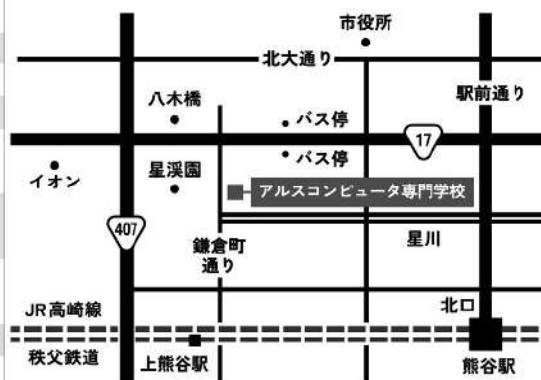 市役所
北大通り
駅前通り
八木橋
バス停
17
バス停
イオン
星渓園
アルスコンピュータ専門学校
407
鎌倉町
通り
星川
北口
JR高崎線
秩父鉄道
上熊谷駅
熊谷駅